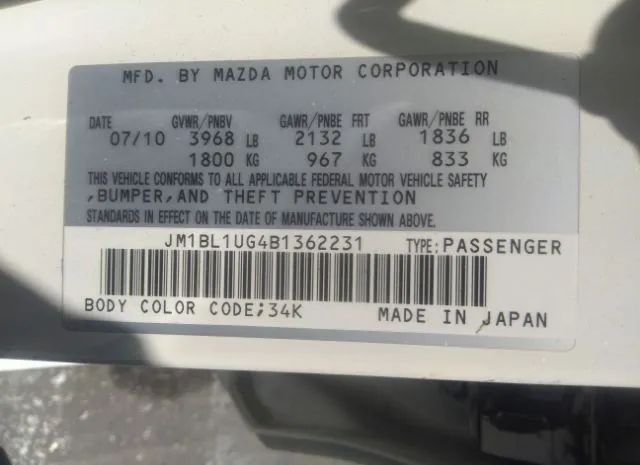 MFD. BY MAZDA MOTOR CORPORATION
DATE GVWR/PNBV GAWR/PNBE FRT GAWR/PNBE RR
07/10 3968 LB 2132 LB 1836 LB
1800 KG 967 KG 833 KG
THIS VEHICLE CONFORMS TO ALL APPLICABLE FEDERAL MOTOR VEHICLE SAFETY
,BUMPER,AND THEFT PREVENTION
STANDARDS IN EFFECT ON THE DATE OF MANUFACTURE SHOWN ABOVE.
JM1BL1UG4B1362231 TYPE:PASSENGER
BODY COLOR CODE;34K MADE IN JAPAN